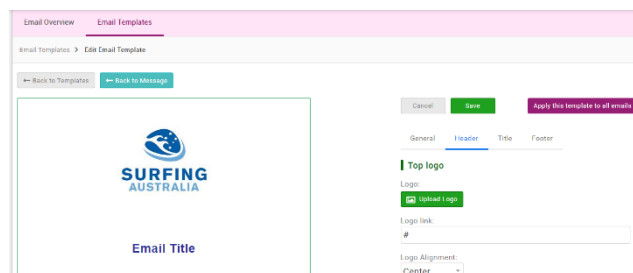 Email Overview Email Templates
Email Templates > Edit Email Template
← Back to Templates ← Back to Message
Cancel Save Apply this template to all emails
General Header Title Footer
Top logo
Logo:
Upload Logo
Logo link:
#
Logo Alignment:
Center
SURFING
AUSTRALIA
Email Title